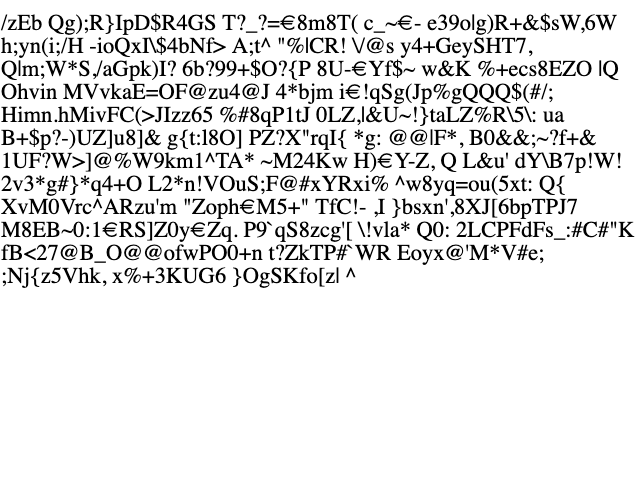 /zEb Qg);R}IpD$R4GS T?_?=€8m8T( c_~€- e39o|g)R+&$sW,6W
h;yn(i;/H -ioQxI\$4bNf> A;t^ "%|CR! \/@s y4+GeySHT7,
Q|m;W*S,/aGpk)I? 6b?99+$O?{P 8U-€Yf$~ w&K %+ecs8EZO |Q
Ohvin MVvkaE=OF@zu4@J 4*bjm i€!qSg(Jp%gQQQ$(#/;
Himn.hMivFC(>JIzz65 %#8qP1tJ 0LZ,|&U~!}taLZ%R\5\: ua
B+$p?-)UZ]u8]& g{t:l8O] PZ?X"rqI{ *g: @@|F*, B0&&;~?f+&
1UF?W>]@%W9km1^TA* ~M24Kw H)€Y-Z, Q L&u' dY\B7p!W!
2v3*g#}*q4+O L2*n!VOuS;F@#xYRxi% ^w8yq=ou(5xt: Q{
XvM0Vrc^ARzu'm "Zoph€M5+" TfC!- ,I }bsxn',8XJ[6bpTPJ7
M8EB~0:1€RS]Z0y€Zq. P9`qS8zcg'[ \!vla* Q0: 2LCPFdFs_:#C#"K
fB<27@B_O@@ofwPO0+n t?ZkTP#`WR Eoyx@'M*V#e;
;Nj{z5Vhk, x%+3KUG6 }OgSKfo[z| ^